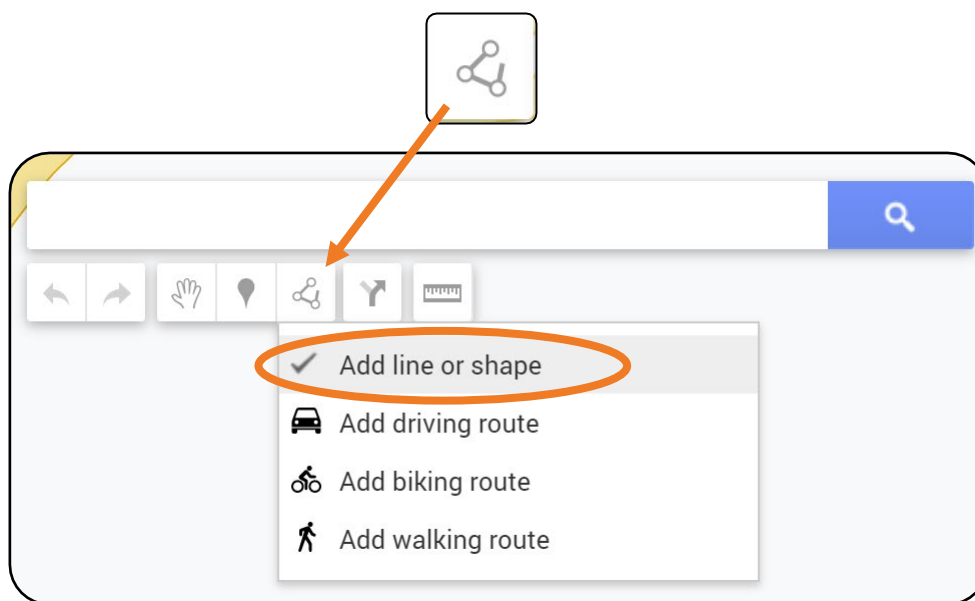 Add line or shape
Add driving route
Add biking route
Add walking route